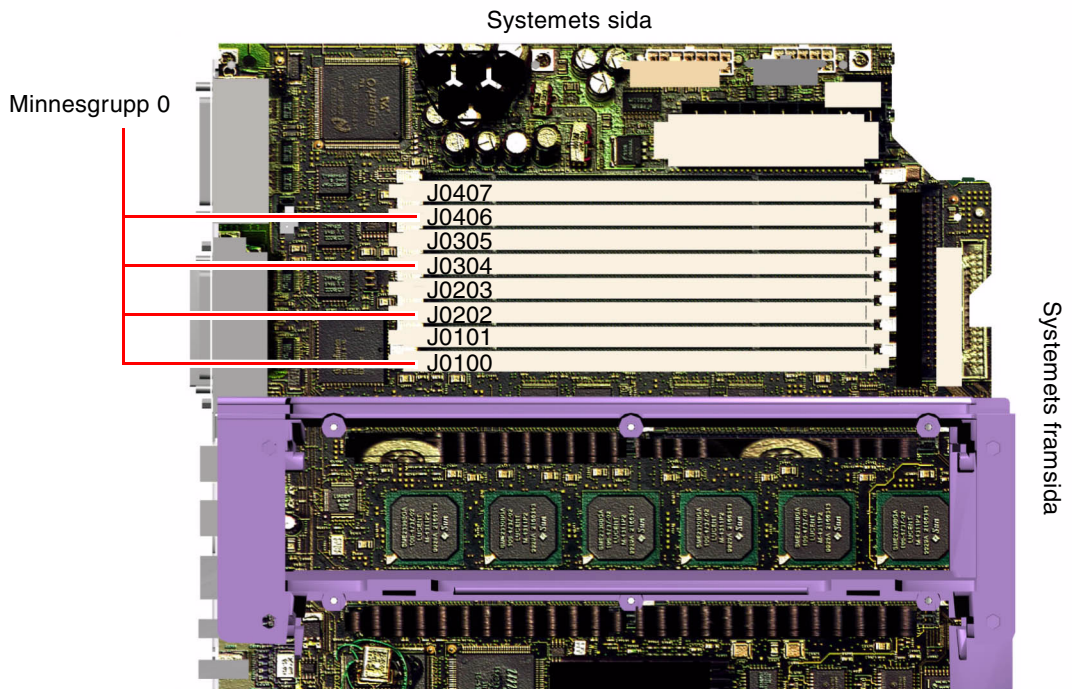 Systemets sida
Minnesgrupp 0
J0407
J0406
J0305
J0304
J0203
J0202
J0101
J0100
Systemets framsida